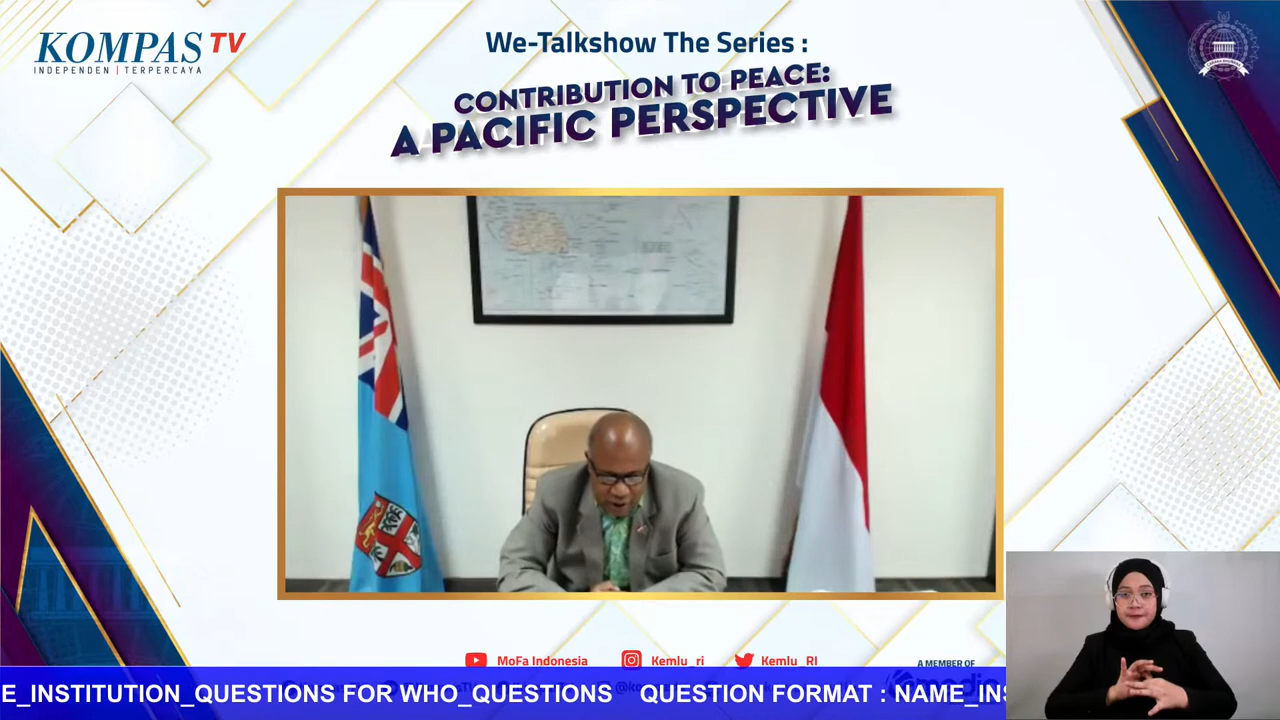 KOMPAS TV
INDEPENDEN | TERPERCAYA
We-Talkshow The Series :
CONTRIBUTION TO PEACE:
A PACIFIC PERSPECTIVE
MoFa Indonesia
Kemlu_ri
Kemlu_RI
A MEMBER OF
E_INSTITUTION_QUESTIONS FOR WHO_QUESTIONS QUESTION FORMAT : NAME_INS